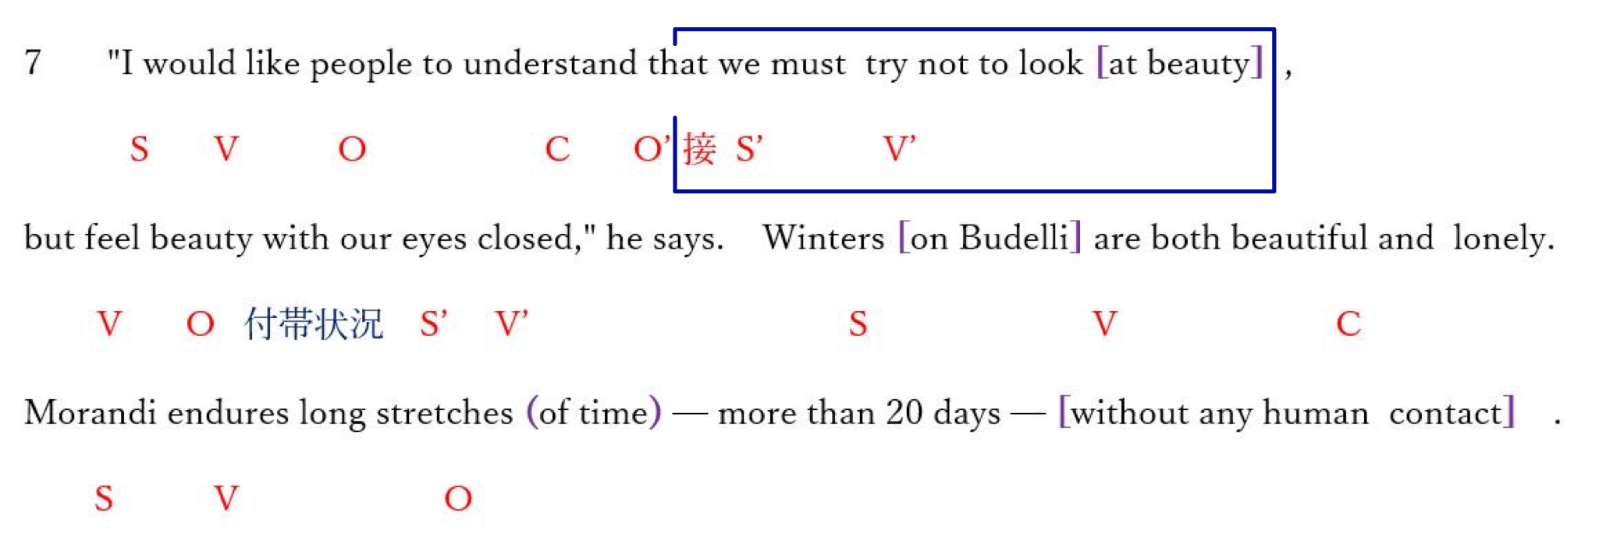 7 "I would like people to understand that we must try not to look [at beauty] ,
S V O C O’ 接 S’ V’
but feel beauty with our eyes closed," he says. Winters [on Budelli] are both beautiful and lonely.
V O 付帯状況 S’ V’ S V C
Morandi endures long stretches (of time) — more than 20 days — [without any human contact] .
S V O